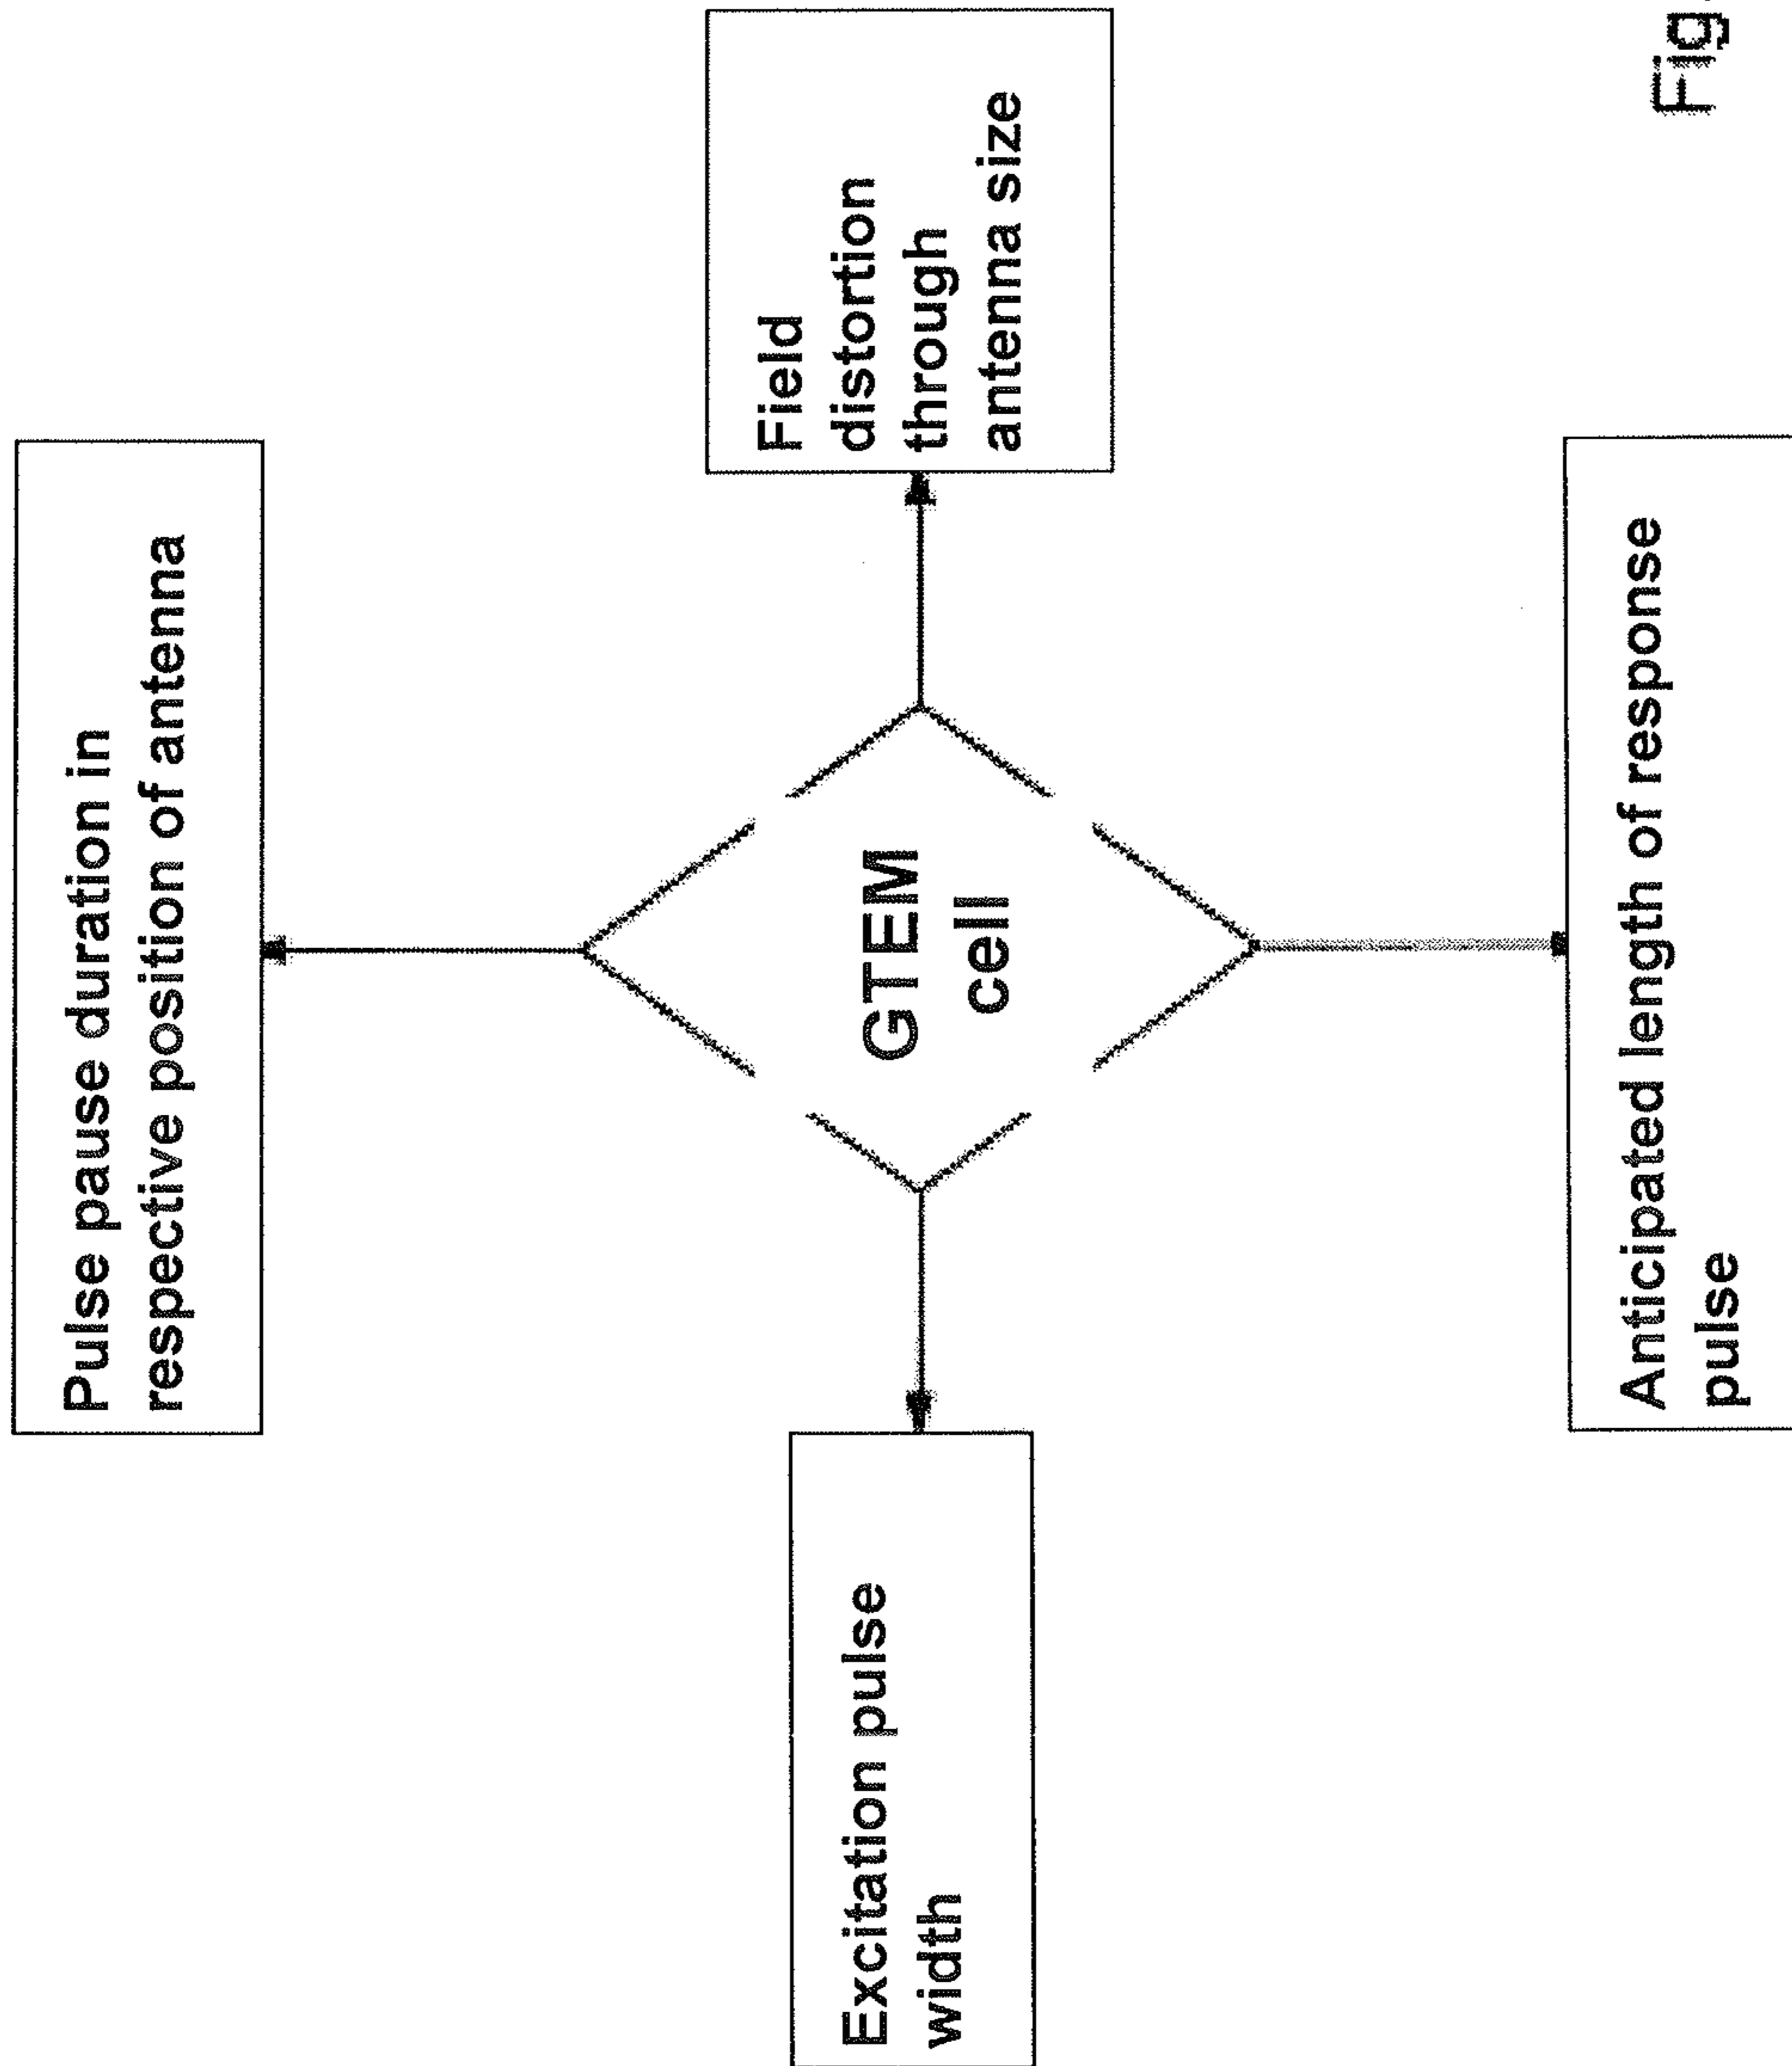 Pulse pause duration in
respective position of antenna
Excitation pulse
width
GTEM
cell
Field
distortion
through
antenna size
Anticipated length of response
pulse
Fig.